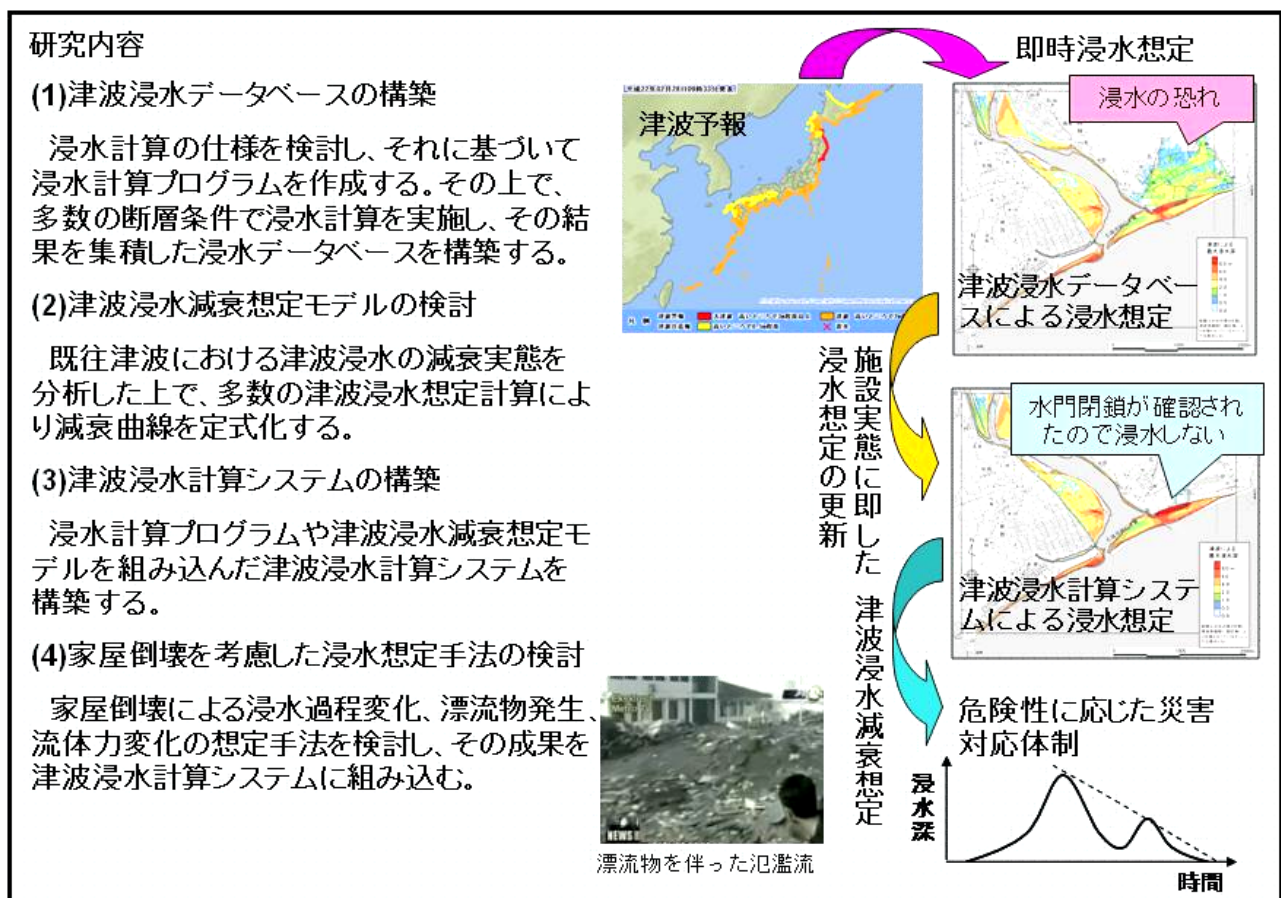 研究内容
(1)津波浸水データベースの構築
浸水計算の仕様を検討し、それに基づいて
浸水計算プログラムを作成する。その上で、
多数の断層条件で浸水計算を実施し、その結
果を集積した浸水データベースを構築する。
(2)津波浸水減衰想定モデルの検討
既往津波における津波浸水の減衰実態を
分析した上で、多数の津波浸水想定計算によ
り減衰曲線を定式化する。
(3)津波浸水計算システムの構築
浸水計算プログラムや津波浸水減衰想定モ
デルを組み込んだ津波浸水計算システムを
構築する。
(4)家屋倒壊を考慮した浸水想定手法の検討
家屋倒壊による浸水過程変化、漂流物発生、
流体力変化の想定手法を検討し、その成果を
津波浸水計算システムに組み込む。
津波予報
即時浸水想定
浸水の恐れ
津波浸水データベー
スによる浸水想定
施設実態に即した
浸水想定の更新
水門閉鎖が確認され
たので浸水しない
津波浸水計算システ
ムによる浸水想定
津波浸水減衰想定
危険性に応じた災害
対応体制
浸水深
時間
NEWS
漂流物を伴った氾濫流